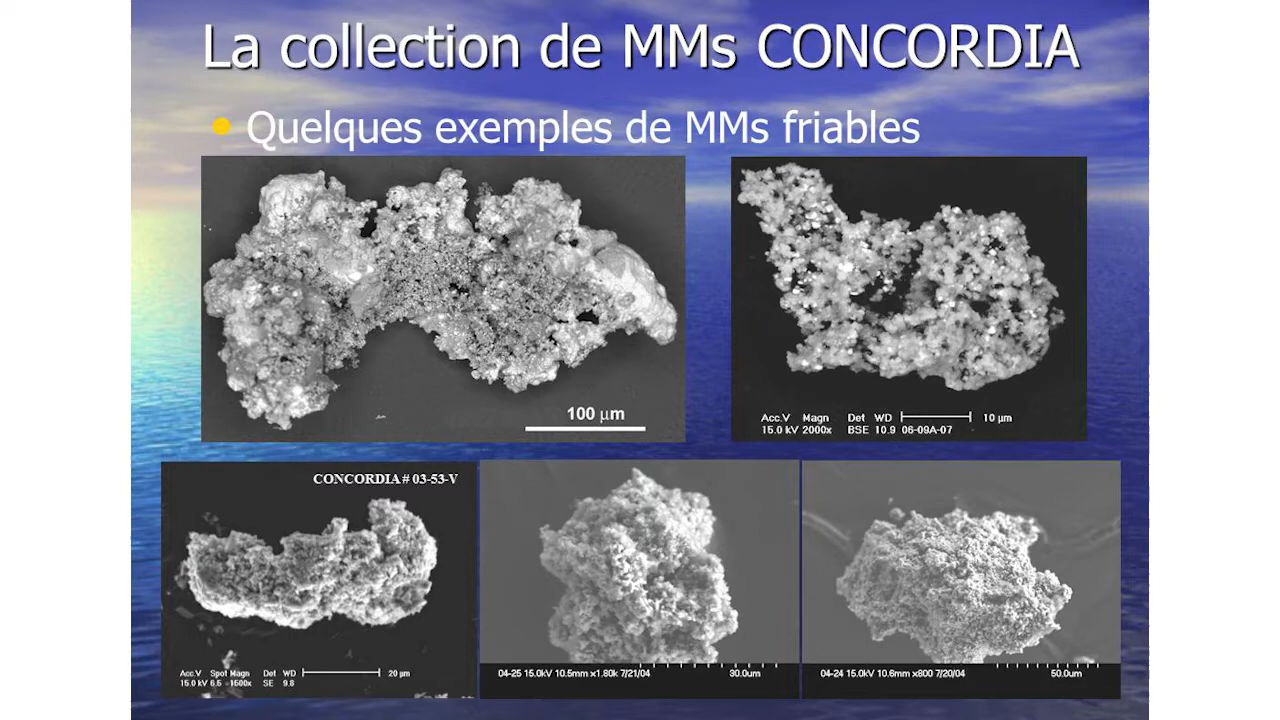 La collection de MMs CONCORDIA
Quelques exemples de MMs friables
100 µm
Acc.V Magn Det WD 10 µm
15.0 kV 2000x BSE 10.9 06-09A-07
CONCORDIA # 03-53-V
Acc.V Spot Magn Det WD 20 µm
15.0 kV 6.5 1600x SE 9.8
04-25 15.0kV 10.5mm x1.80k 7/21/04 30.0um
04-24 15.0kV 10.6mm x800 7/20/04 50.0um